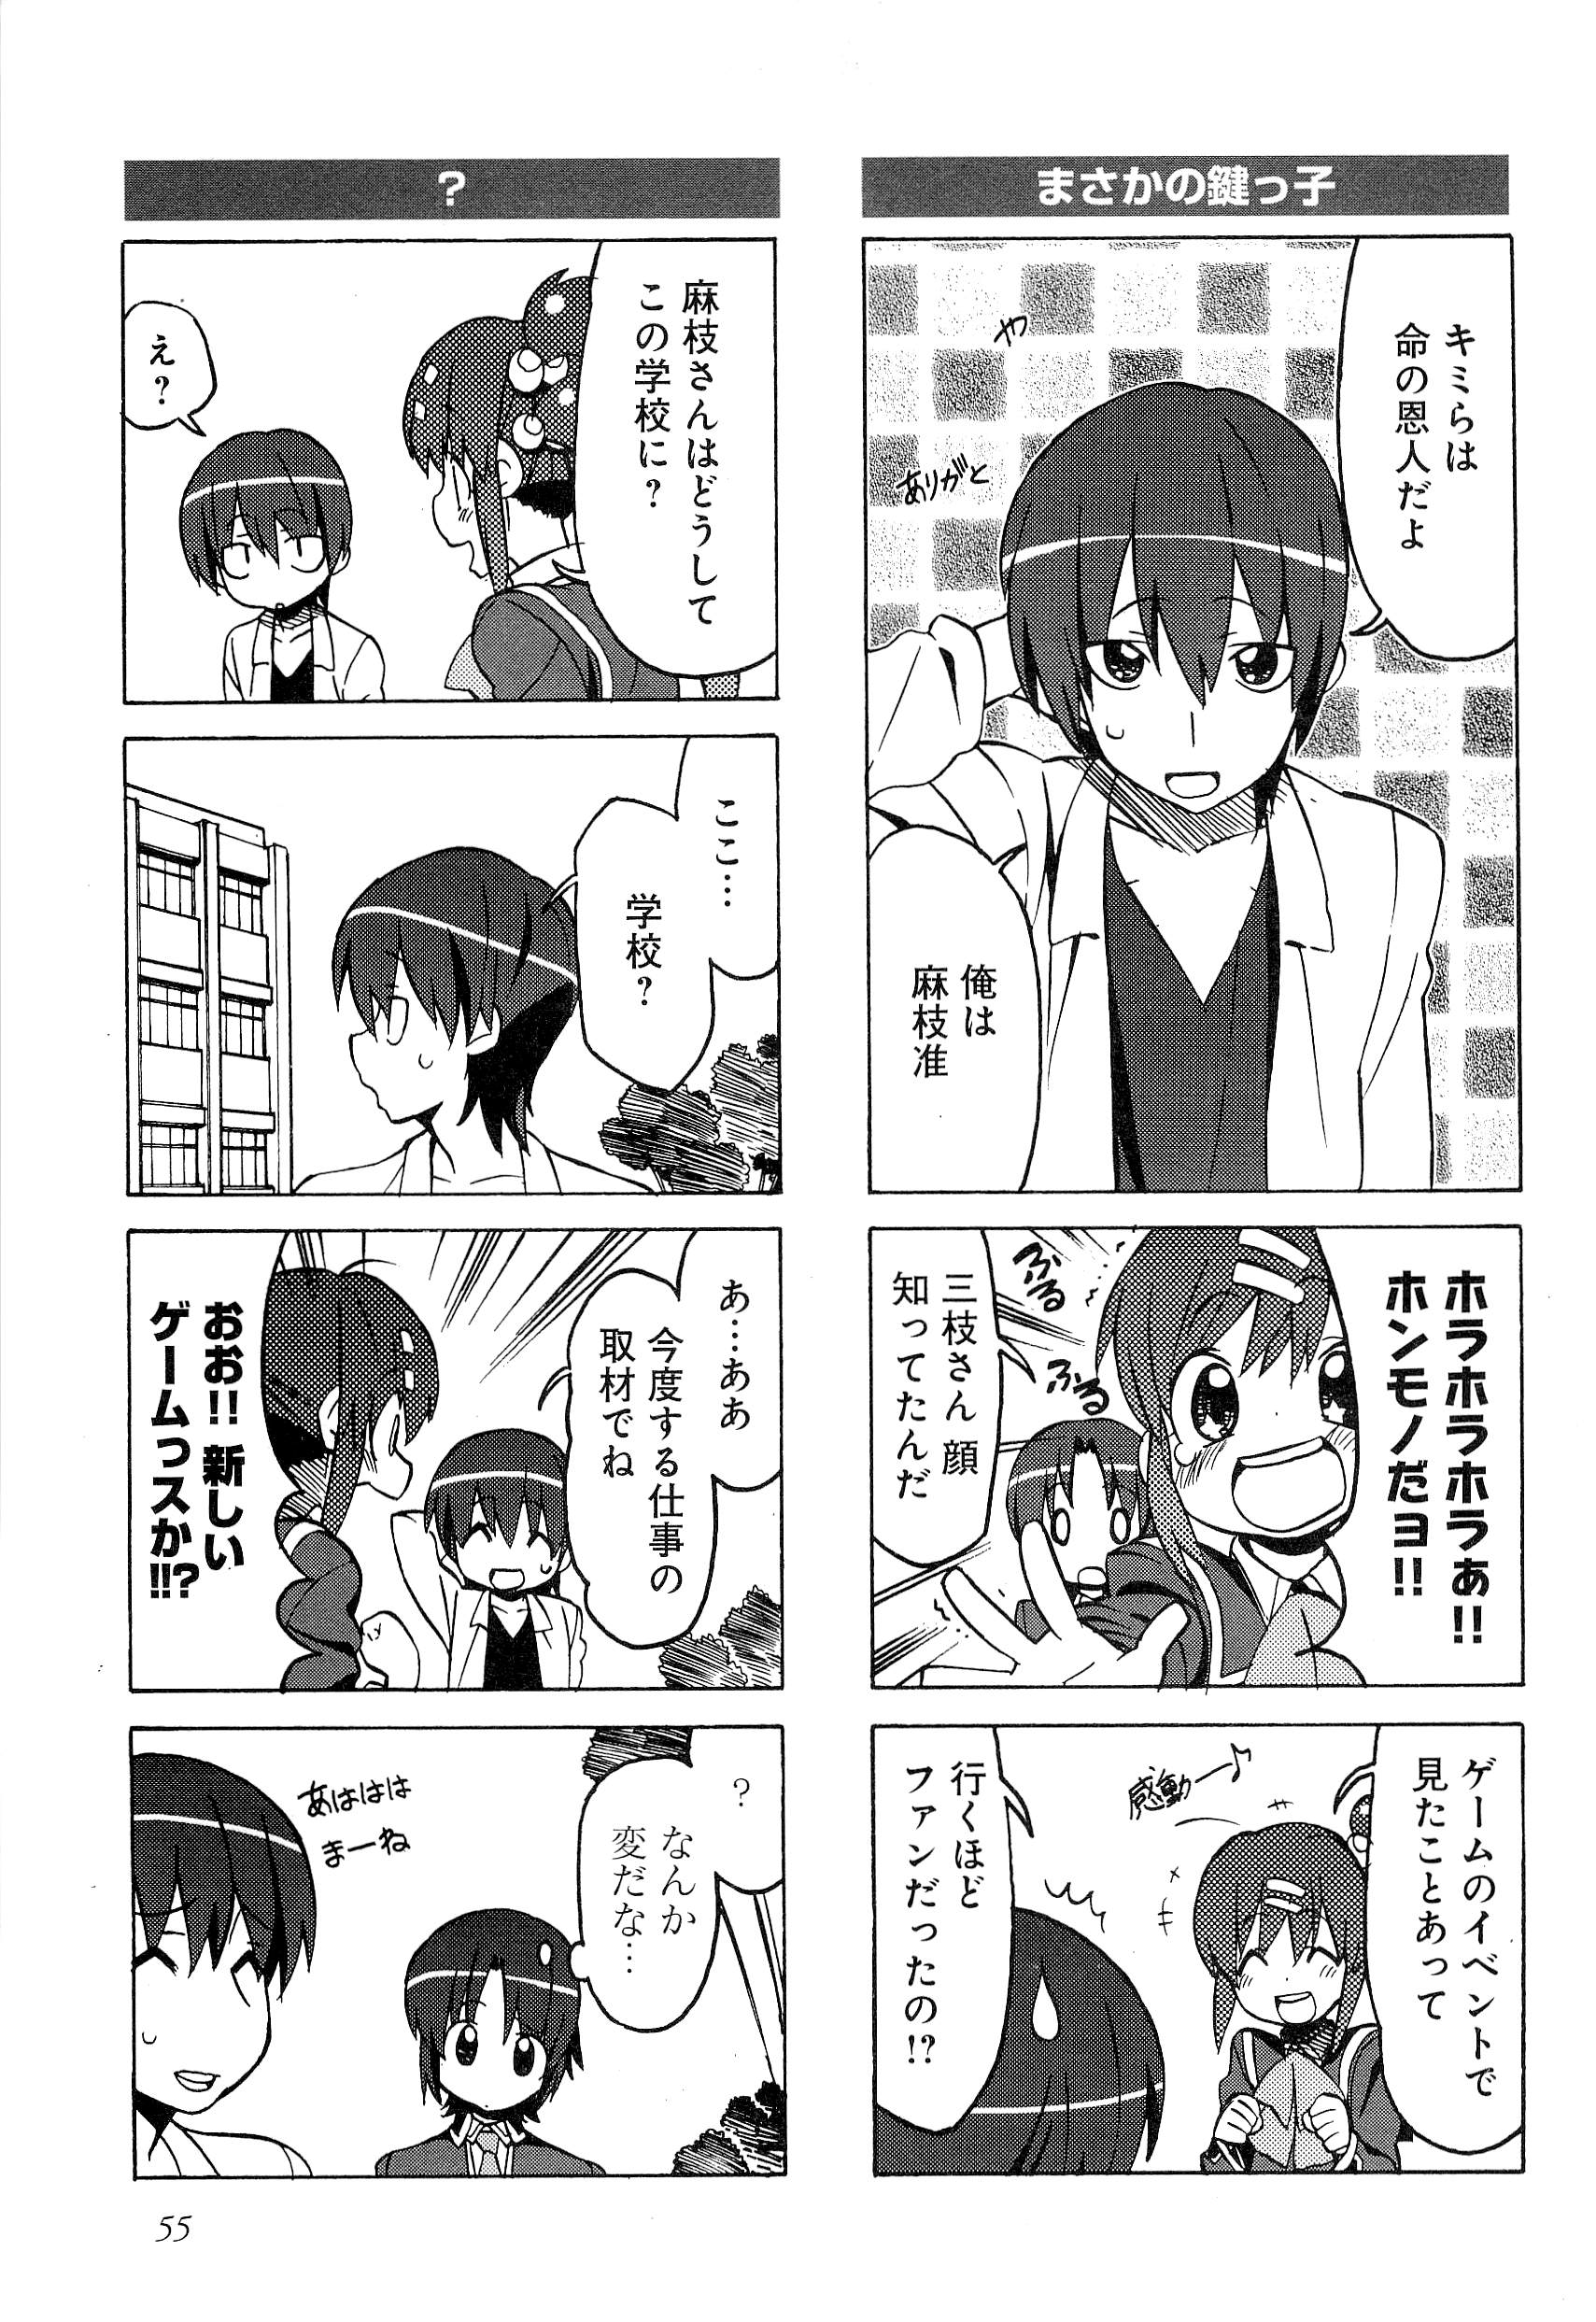 まさかの鍵っ子
キミらは
命の恩人だよ
や
ありがと
俺は
麻枝准
ホラホラホラぁ!!
ホンモノだヨ!!
ふる
ふる
三枝さん 顔
知ってたんだ
ゲームのイベントで
見たことあって
感動ー♪
行くほど
ファンだったの!?
?
麻枝さんはどうして
この学校に?
え?
ここ…
学校?
あ…ああ
今度する仕事の
取材でね
おお!! 新しい
ゲームっスか!!?
?
なんか
変だな…
あははは
まーね
55